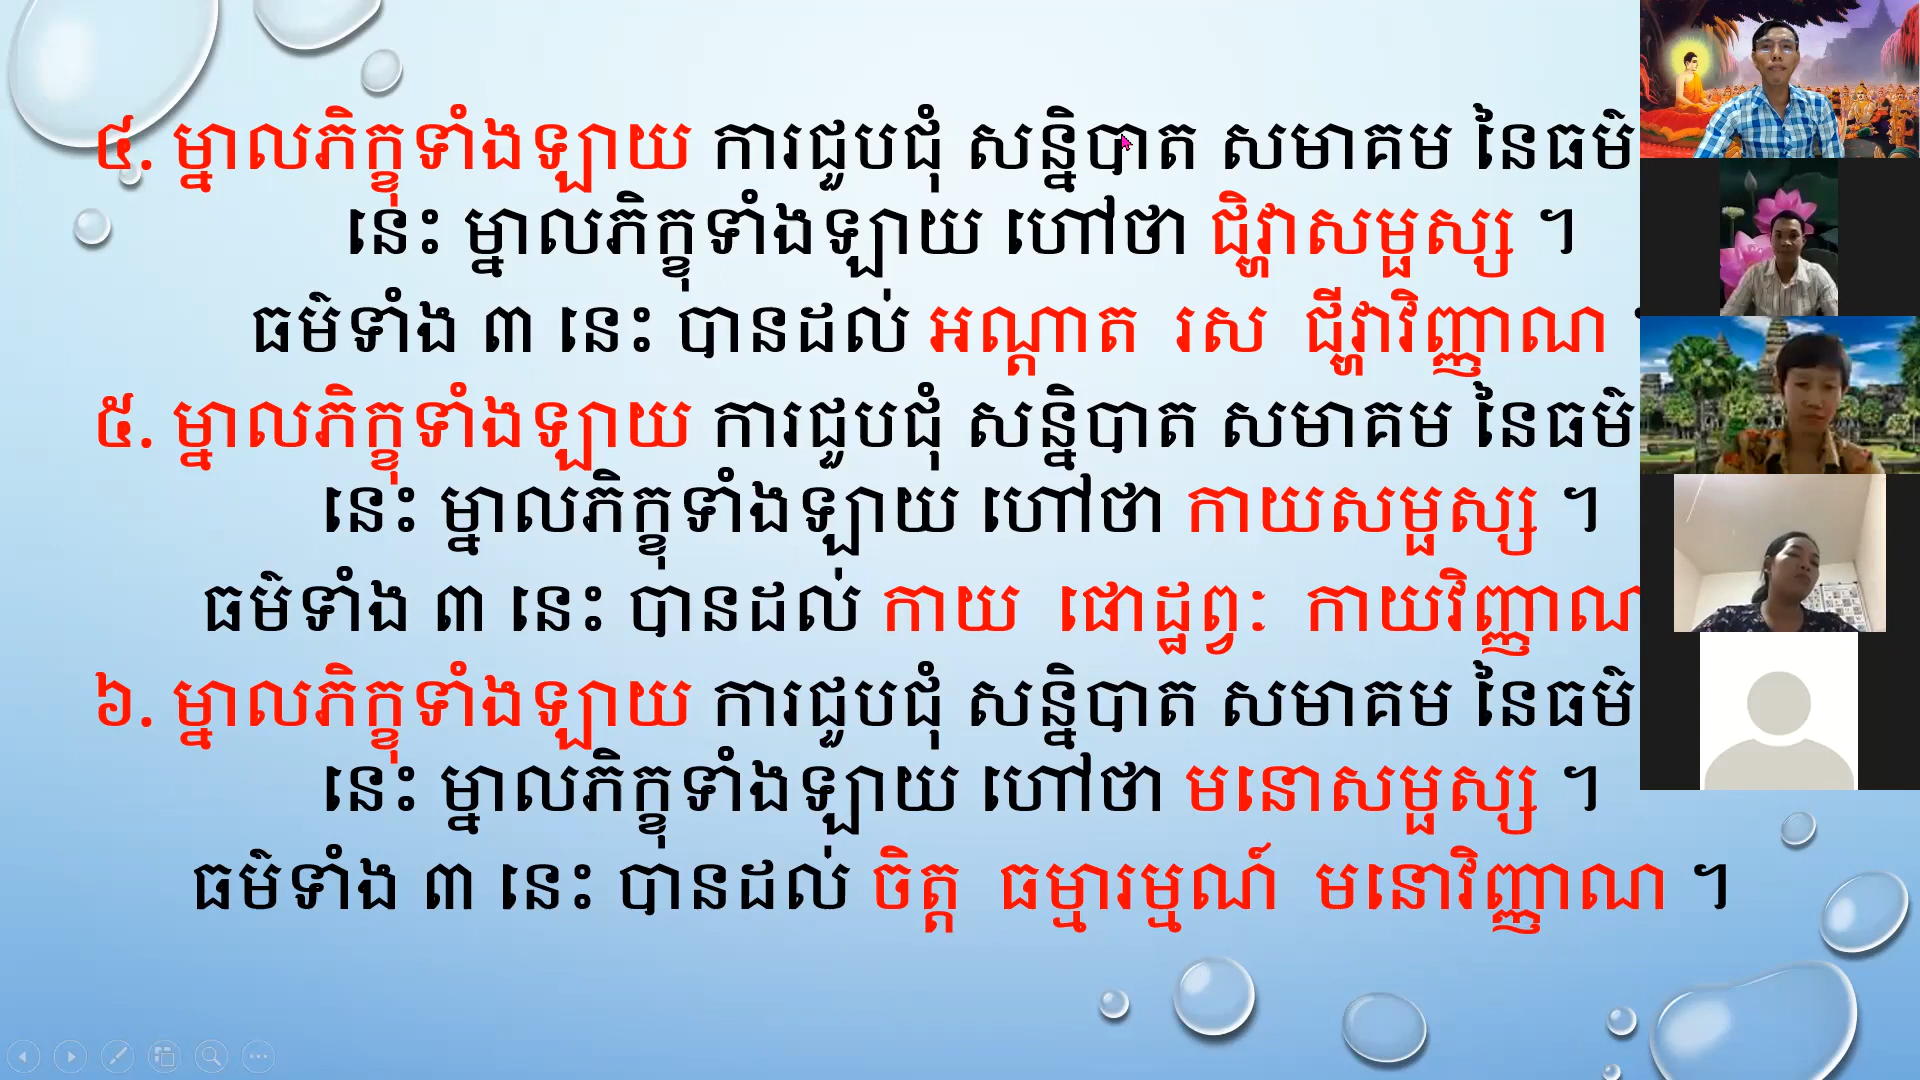 ៤. ម្នាលភិក្ខុទាំងឡាយ ការជួបជុំ សន្និបាត សមាគម នៃធម៌
នេះ ម្នាលភិក្ខុទាំងឡាយ ហៅថា ជិវ្ហាសម្ផស្ស ។
ធម៌ទាំង ៣ នេះ បានដល់ អណ្តាត រស ជីវ្ហាវិញ្ញាណ
៥. ម្នាលភិក្ខុទាំងឡាយ ការជួបជុំ សន្និបាត សមាគម នៃធម៌
នេះ ម្នាលភិក្ខុទាំងឡាយ ហៅថា កាយសម្ផស្ស ។
ធម៌ទាំង ៣ នេះ បានដល់ កាយ ផោដ្ឋព្វៈ កាយវិញ្ញាណ
៦. ម្នាលភិក្ខុទាំងឡាយ ការជួបជុំ សន្និបាត សមាគម នៃធម៌
នេះ ម្នាលភិក្ខុទាំងឡាយ ហៅថា មនោសម្ផស្ស ។
ធម៌ទាំង ៣ នេះ បានដល់ ចិត្ត ធម្មារម្មណ៍ មនោវិញ្ញាណ ។